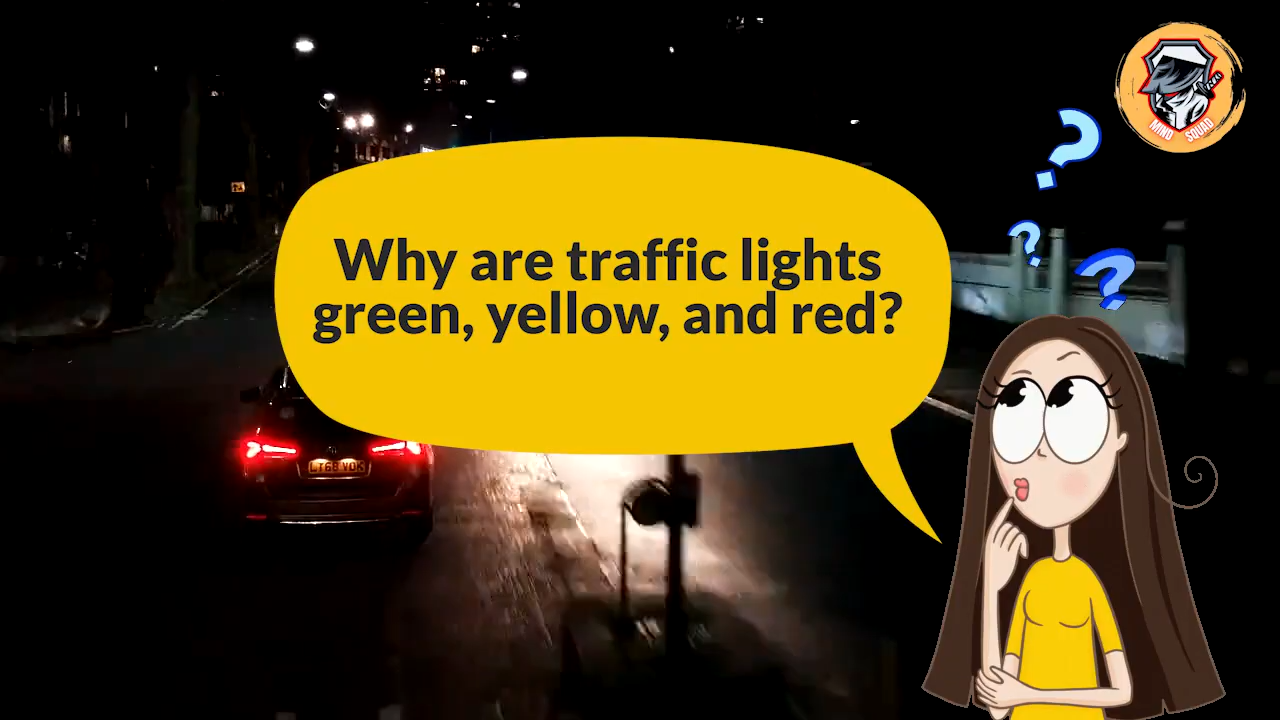 Why are traffic lights
green, yellow, and red?
MIND SQUAD
LT68 VOK